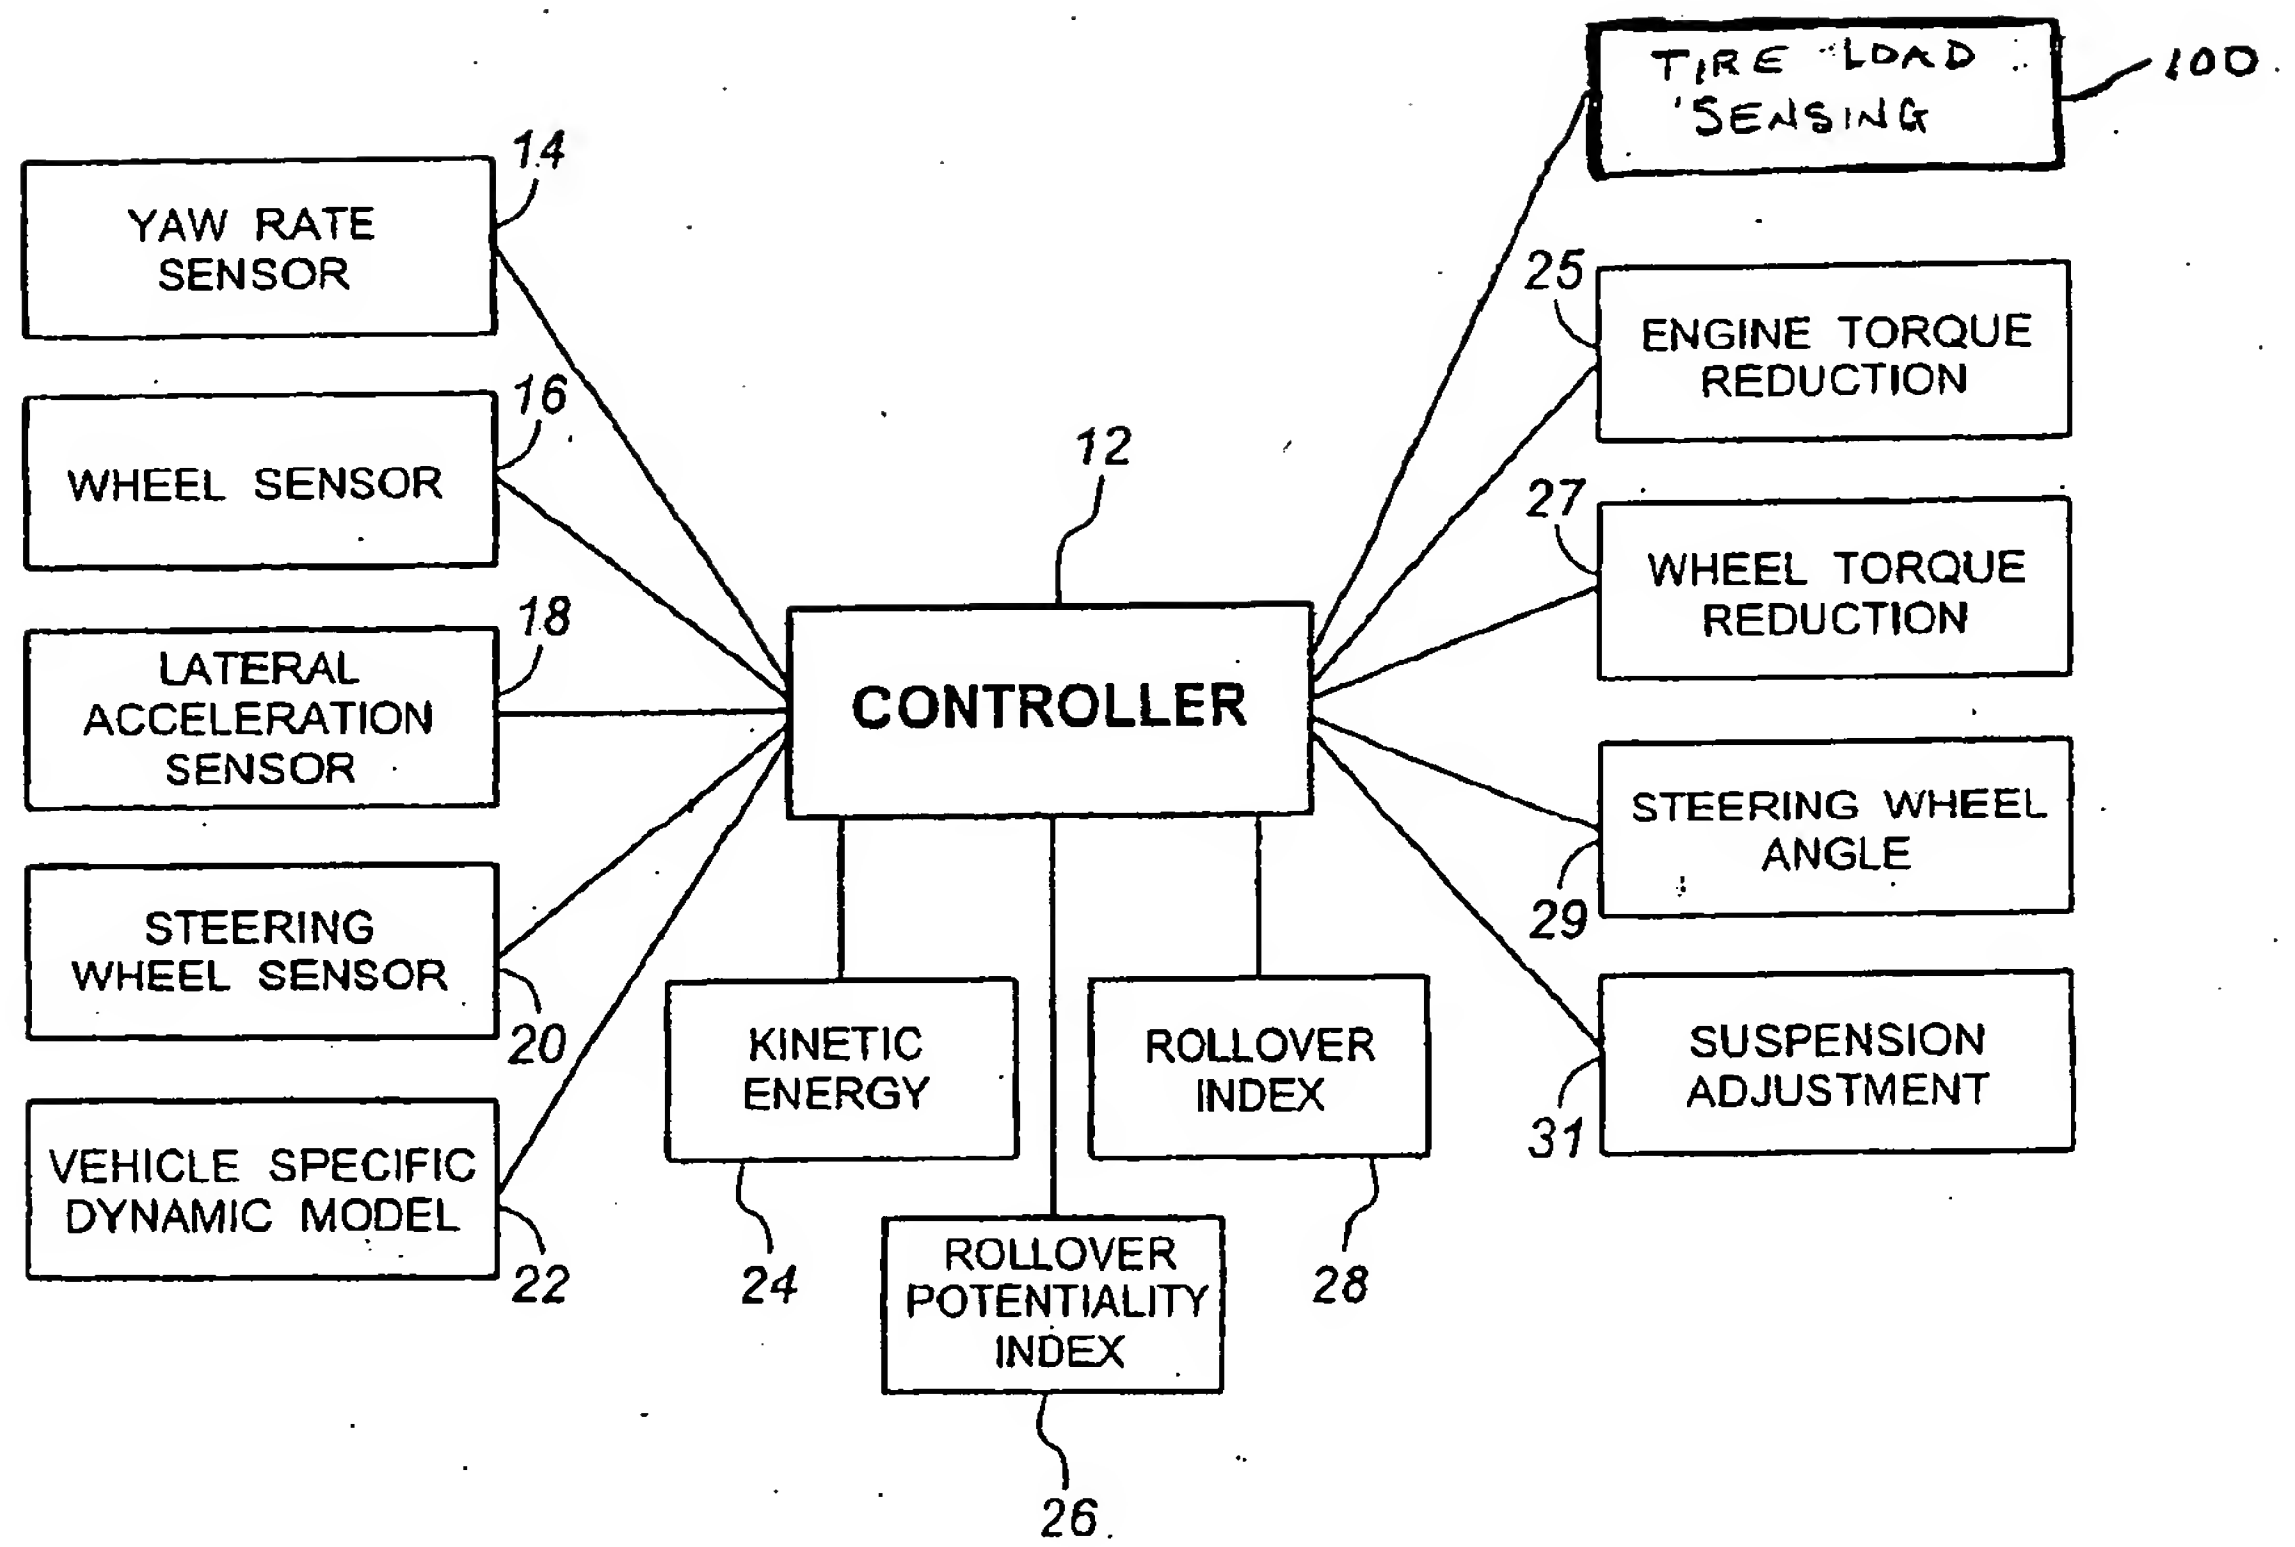 TIRE LOAD
SENSING
100
14
YAW RATE
SENSOR
25
ENGINE TORQUE
REDUCTION
16
WHEEL SENSOR
12
27
WHEEL TORQUE
REDUCTION
18
LATERAL
ACCELERATION
SENSOR
CONTROLLER
STEERING WHEEL
ANGLE
29
STEERING
WHEEL SENSOR
20
KINETIC
ENERGY
24
ROLLOVER
INDEX
28
SUSPENSION
ADJUSTMENT
31
VEHICLE SPECIFIC
DYNAMIC MODEL
22
ROLLOVER
POTENTIALITY
INDEX
26